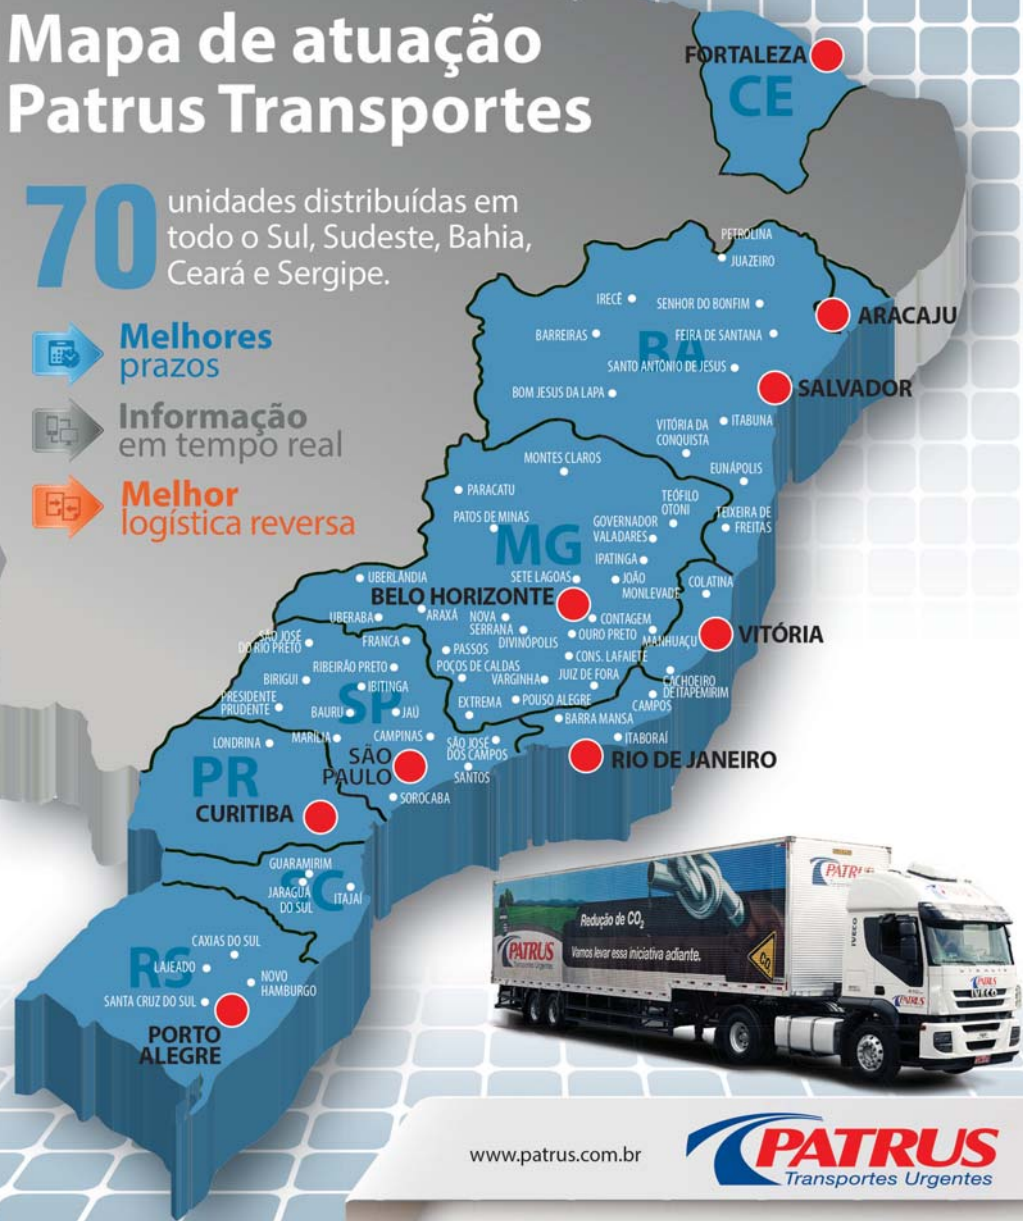 Mapa de atuação
Patrus Transportes
70
unidades distribuídas em
todo o Sul, Sudeste, Bahia,
Ceará e Sergipe.
Melhores
prazos
Informação
em tempo real
Melhor
logística reversa
FORTALEZA
CE
PETROLINA
JUAZEIRO
IRECÊ
SENHOR DO BONFIM
ARACAJU
BARREIRAS
FEIRA DE SANTANA
BA
SANTO ANTÔNIO DE JESUS
SALVADOR
BOM JESUS DA LAPA
VITÓRIA DA
CONQUISTA
ITABUNA
EUNÁPOLIS
TEIXEIRA DE
FREITAS
MONTES CLAROS
PARACATU
TEÓFILO
OTONI
PATOS DE MINAS
GOVERNADOR
VALADARES
MG
IPATINGA
UBERLÂNDIA
SETE LAGOAS
JOÃO
MONLEVADE
COLATINA
BELO HORIZONTE
UBERABA
ARAXÁ
NOVA
SERRANA
CONTAGEM
DIVINÓPOLIS
OURO PRETO
MANHUAÇU
VITÓRIA
SÃO JOSÉ
DO RIO PRETO
FRANCA
PASSOS
CONS. LAFAIETE
RIBEIRÃO PRETO
POÇOS DE CALDAS
VARGINHA
JUIZ DE FORA
CACHOEIRO
DE ITAPEMIRIM
BIRIGUI
IBITINGA
PRESIDENTE
PRUDENTE
SP
BAURU
JAÚ
EXTREMA
POUSO ALEGRE
CAMPOS
BARRA MANSA
ITABORAÍ
LONDRINA
MARÍLIA
CAMPINAS
SÃO JOSÉ
DOS CAMPOS
SÃO
PAULO
SANTOS
RIO DE JANEIRO
PR
SOROCABA
CURITIBA
GUARAMIRIM
SC
JARAGUÁ
DO SUL
ITAJAÍ
CAXIAS DO SUL
RS
LAJEADO
NOVO
HAMBURGO
SANTA CRUZ DO SUL
PORTO
ALEGRE
PATRUS
Redução de CO2
Vamos levar essa iniciativa adiante.
CO2
PATRUS
Transportes Urgentes
IVECO
PATRUS
PATRUS
IVECO
www.patrus.com.br
PATRUS
Transportes Urgentes